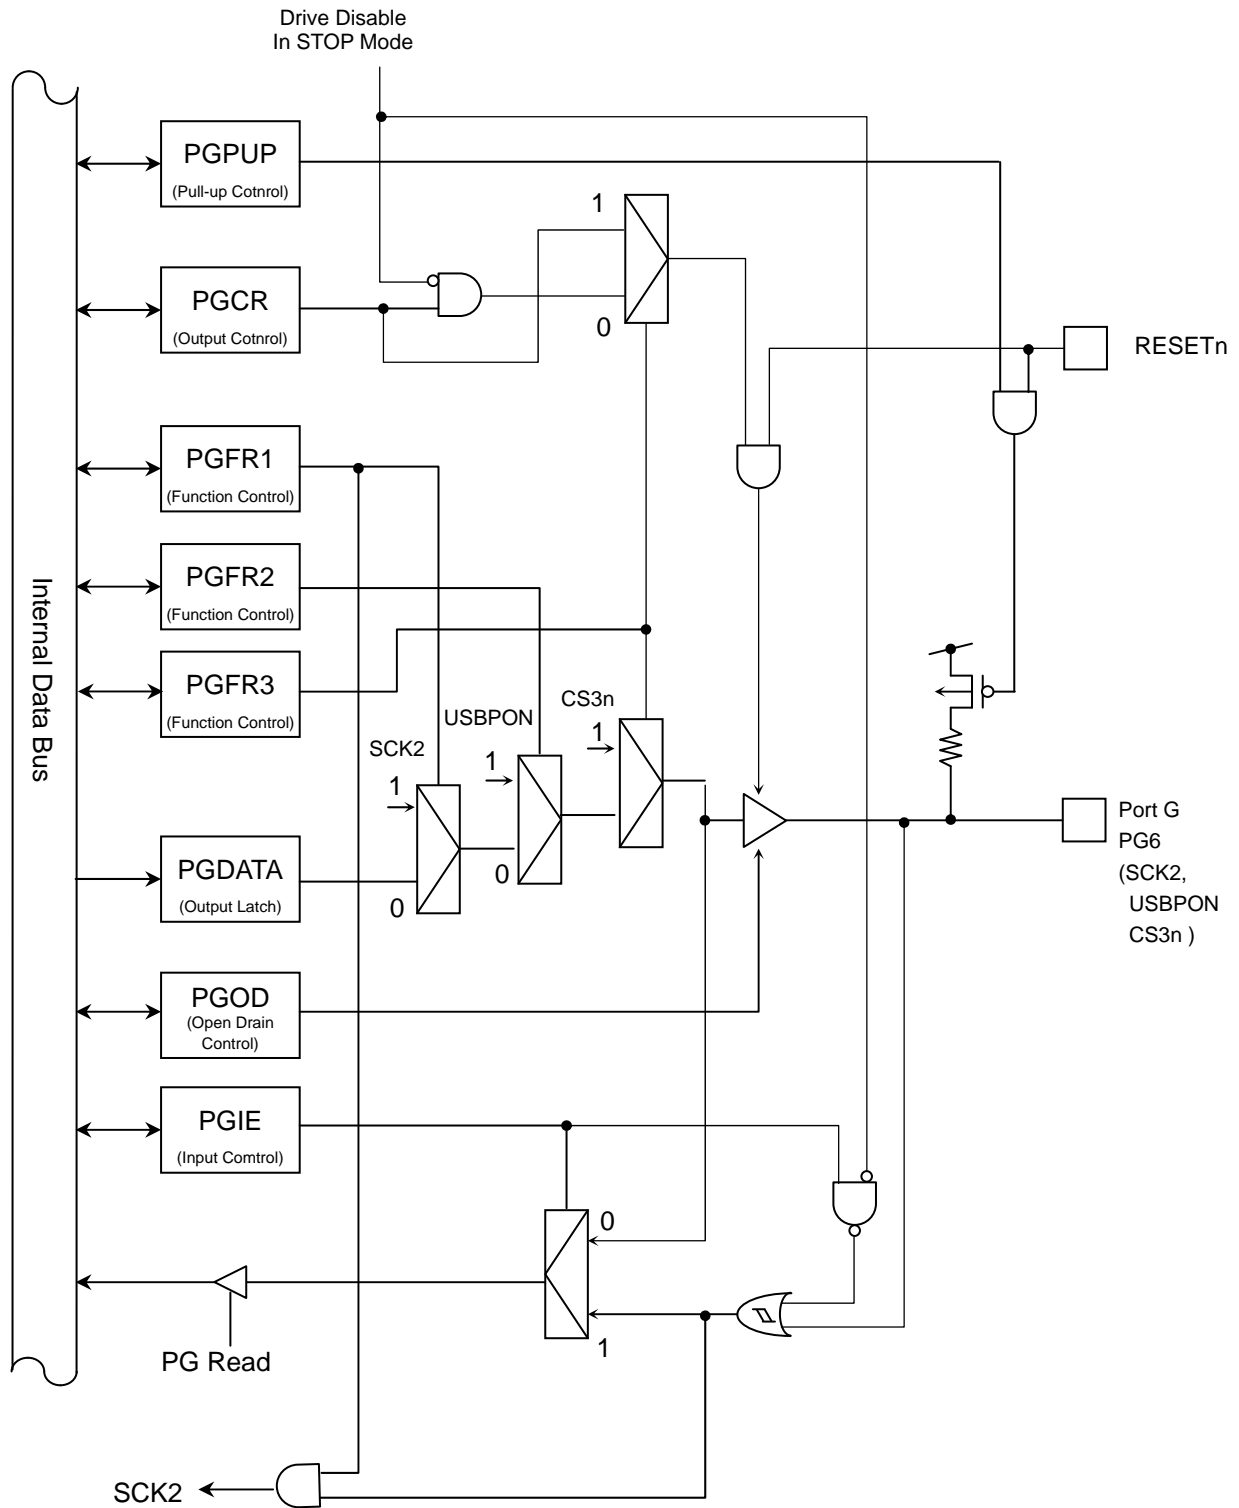 Drive Disable
In STOP Mode
PGPUP
(Pull-up Cotnrol)
1
PGCR
(Output Cotnrol)
0
RESETn
PGFR1
(Function Control)
PGFR2
(Function Control)
Internal Data Bus
PGFR3
(Function Control)
CS3n
USBPON
1
SCK2
1
1
PGDATA
(Output Latch)
0
0
Port G
PG6
(SCK2,
USBPON
CS3n )
PGOD
(Open Drain
Control)
PGIE
(Input Comtrol)
0
1
PG Read
SCK2